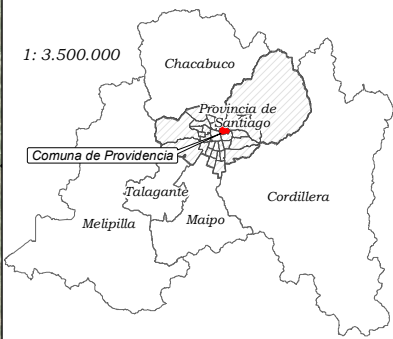 1: 3.500.000
Chacabuco
Provincia de
Santiago
Comuna de Providencia
Talagante
Cordillera
Melipilla
Maipo